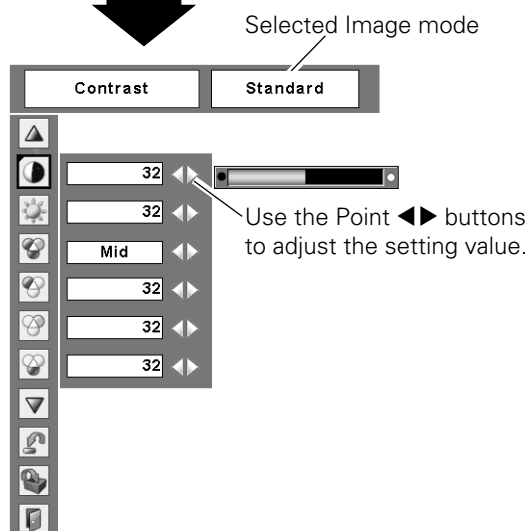 Selected Image mode
Contrast Standard
32
32
Use the Point ◀▶ buttons
to adjust the setting value.
Mid
32
32
32